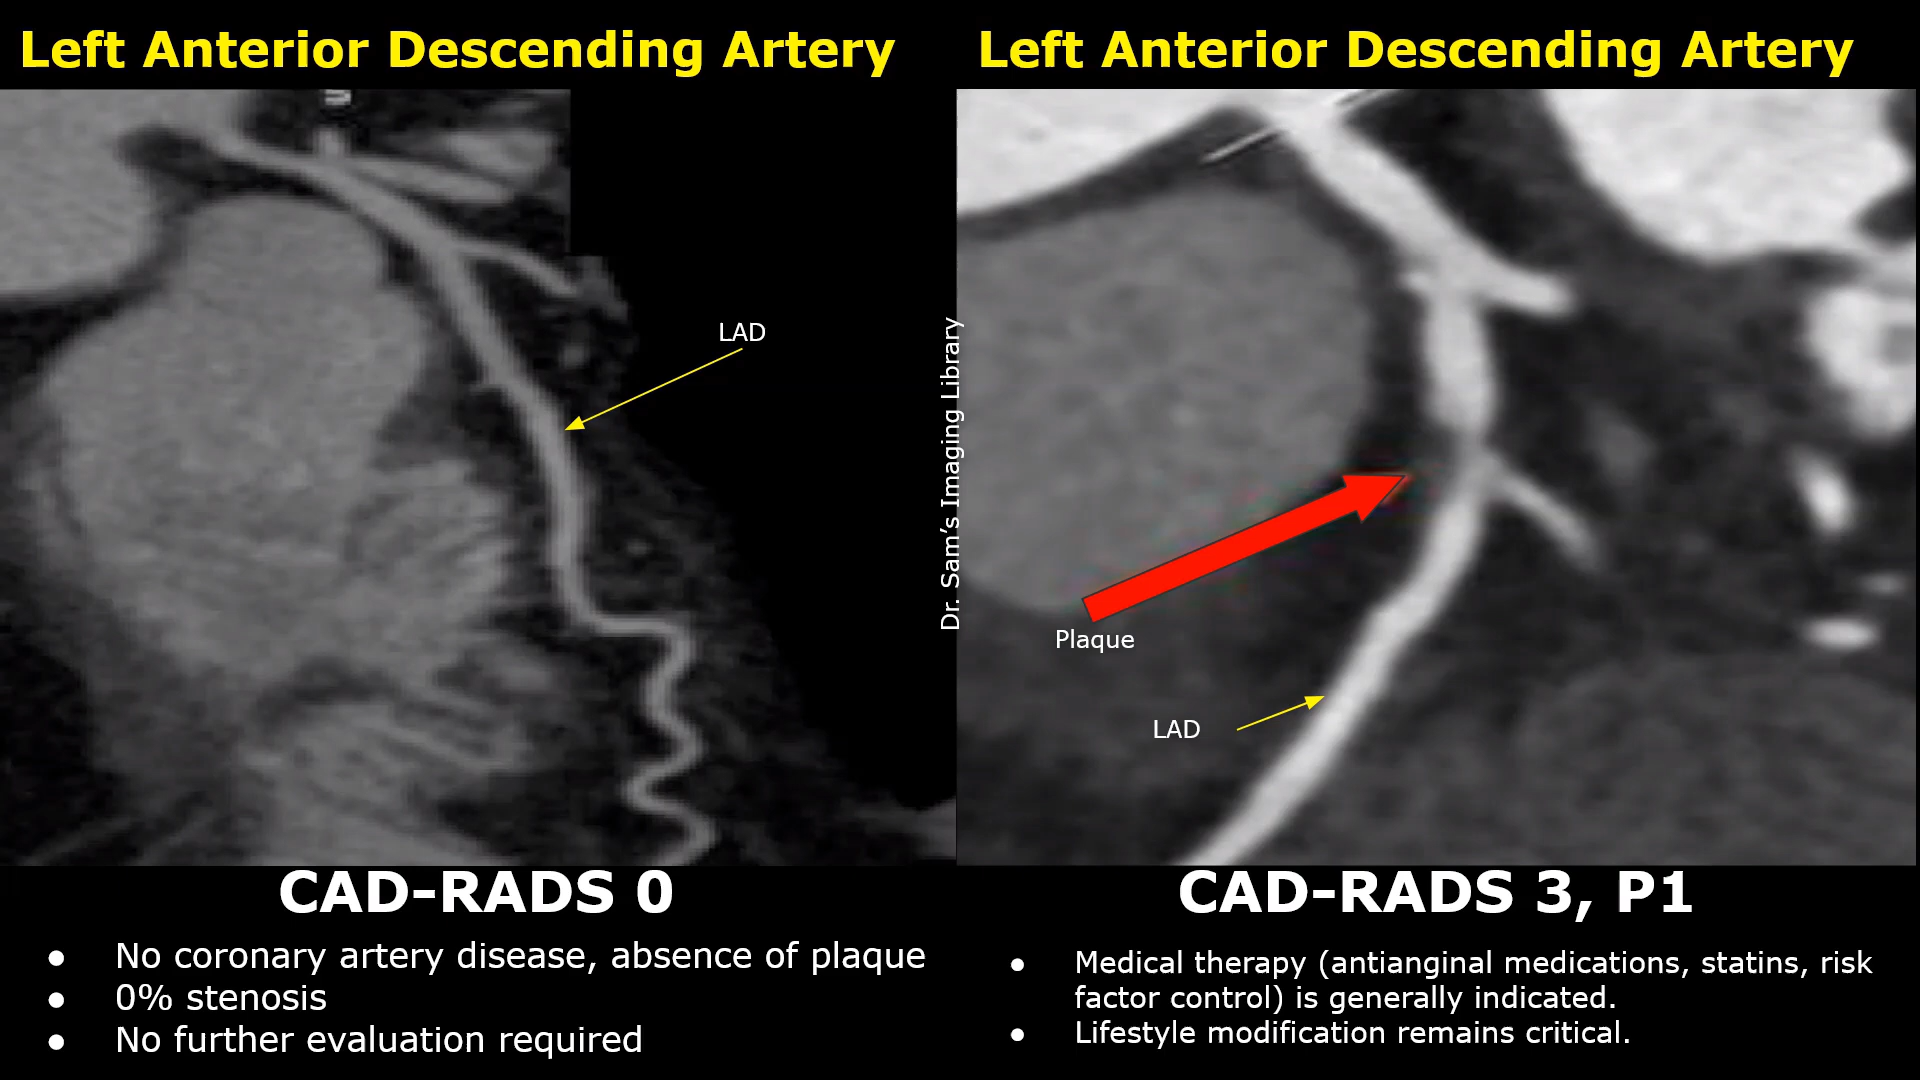 Left Anterior Descending Artery
LAD
CAD-RADS 0
● No coronary artery disease, absence of plaque
● 0% stenosis
● No further evaluation required
Dr. Sam’s Imaging Library
Left Anterior Descending Artery
Plaque
LAD
CAD-RADS 3, P1
● Medical therapy (antianginal medications, statins, risk
factor control) is generally indicated.
● Lifestyle modification remains critical.